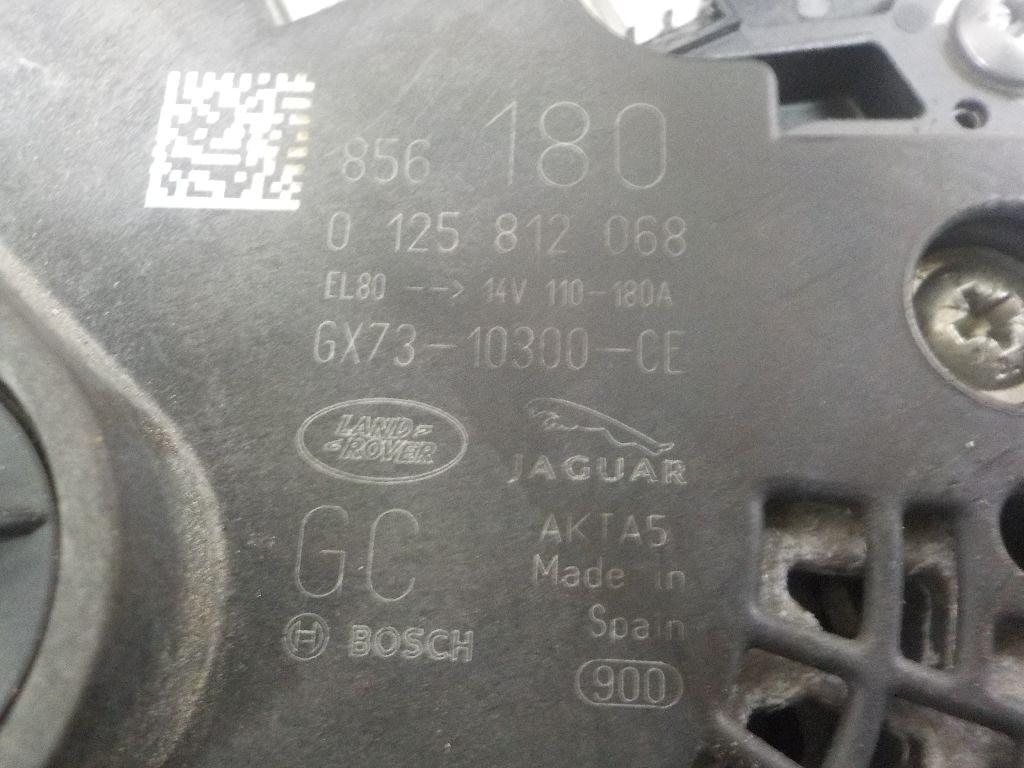 856 180
0 125 812 068
EL80 --> 14V 110-180A
GX73-10300-CE
LAND-
-ROVER
JAGUAR
GC
AKTA5
Made in
Spain
BOSCH
900